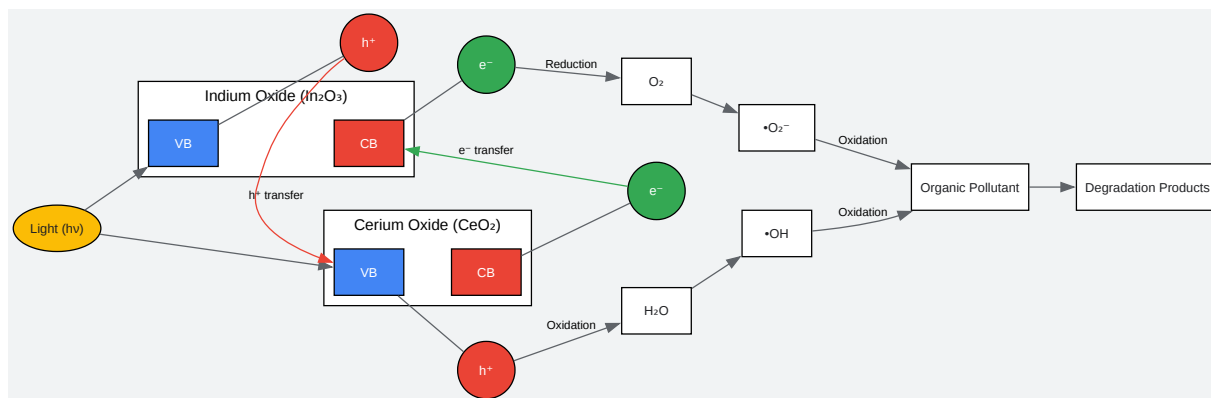 h⁺
e⁻
Reduction
O₂
Indium Oxide (In₂O₃)
VB
CB
•O₂⁻
Oxidation
e⁻ transfer
h⁺ transfer
e⁻
Organic Pollutant
Degradation Products
Light (hν)
Cerium Oxide (CeO₂)
Oxidation
•OH
VB
CB
H₂O
Oxidation
h⁺